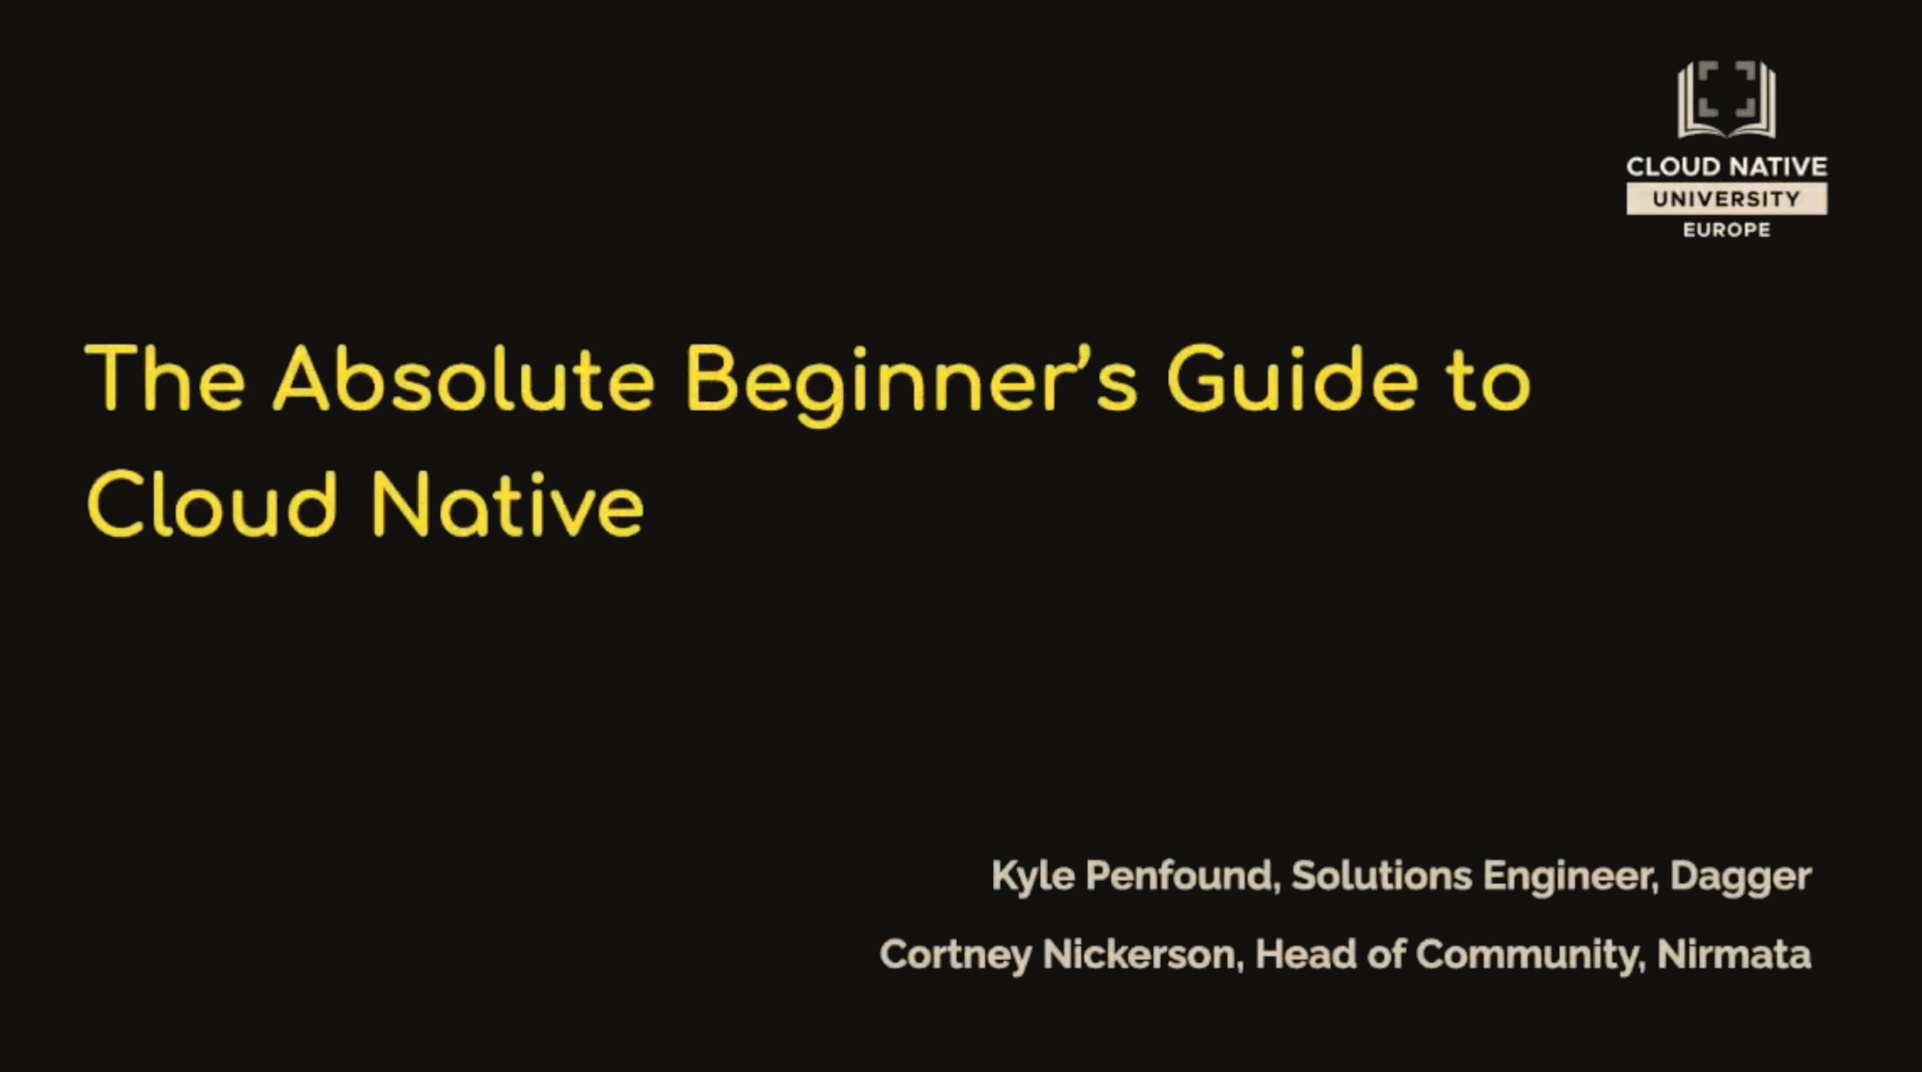 CLOUD NATIVE
UNIVERSITY
EUROPE
The Absolute Beginner’s Guide to
Cloud Native
Kyle Penfound, Solutions Engineer, Dagger
Cortney Nickerson, Head of Community, Nirmata